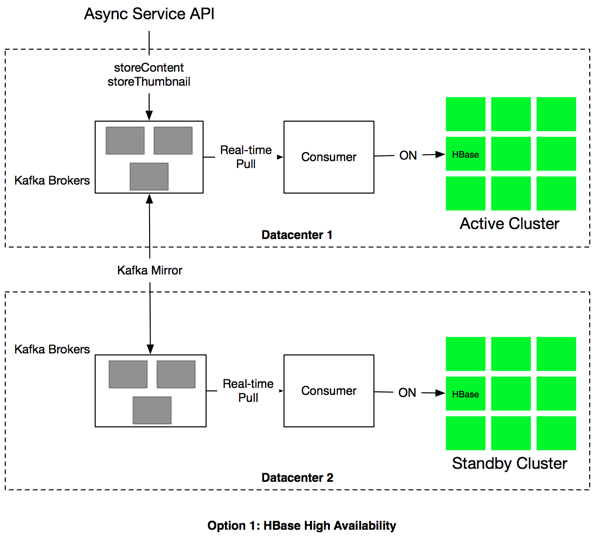 Async Service API
storeContent
storeThumbnail
Real-time
Pull
Consumer
ON
HBase
Kafka Brokers
Active Cluster
Datacenter 1
Kafka Mirror
Kafka Brokers
Real-time
Pull
Consumer
ON
HBase
Standby Cluster
Datacenter 2
Option 1: HBase High Availability